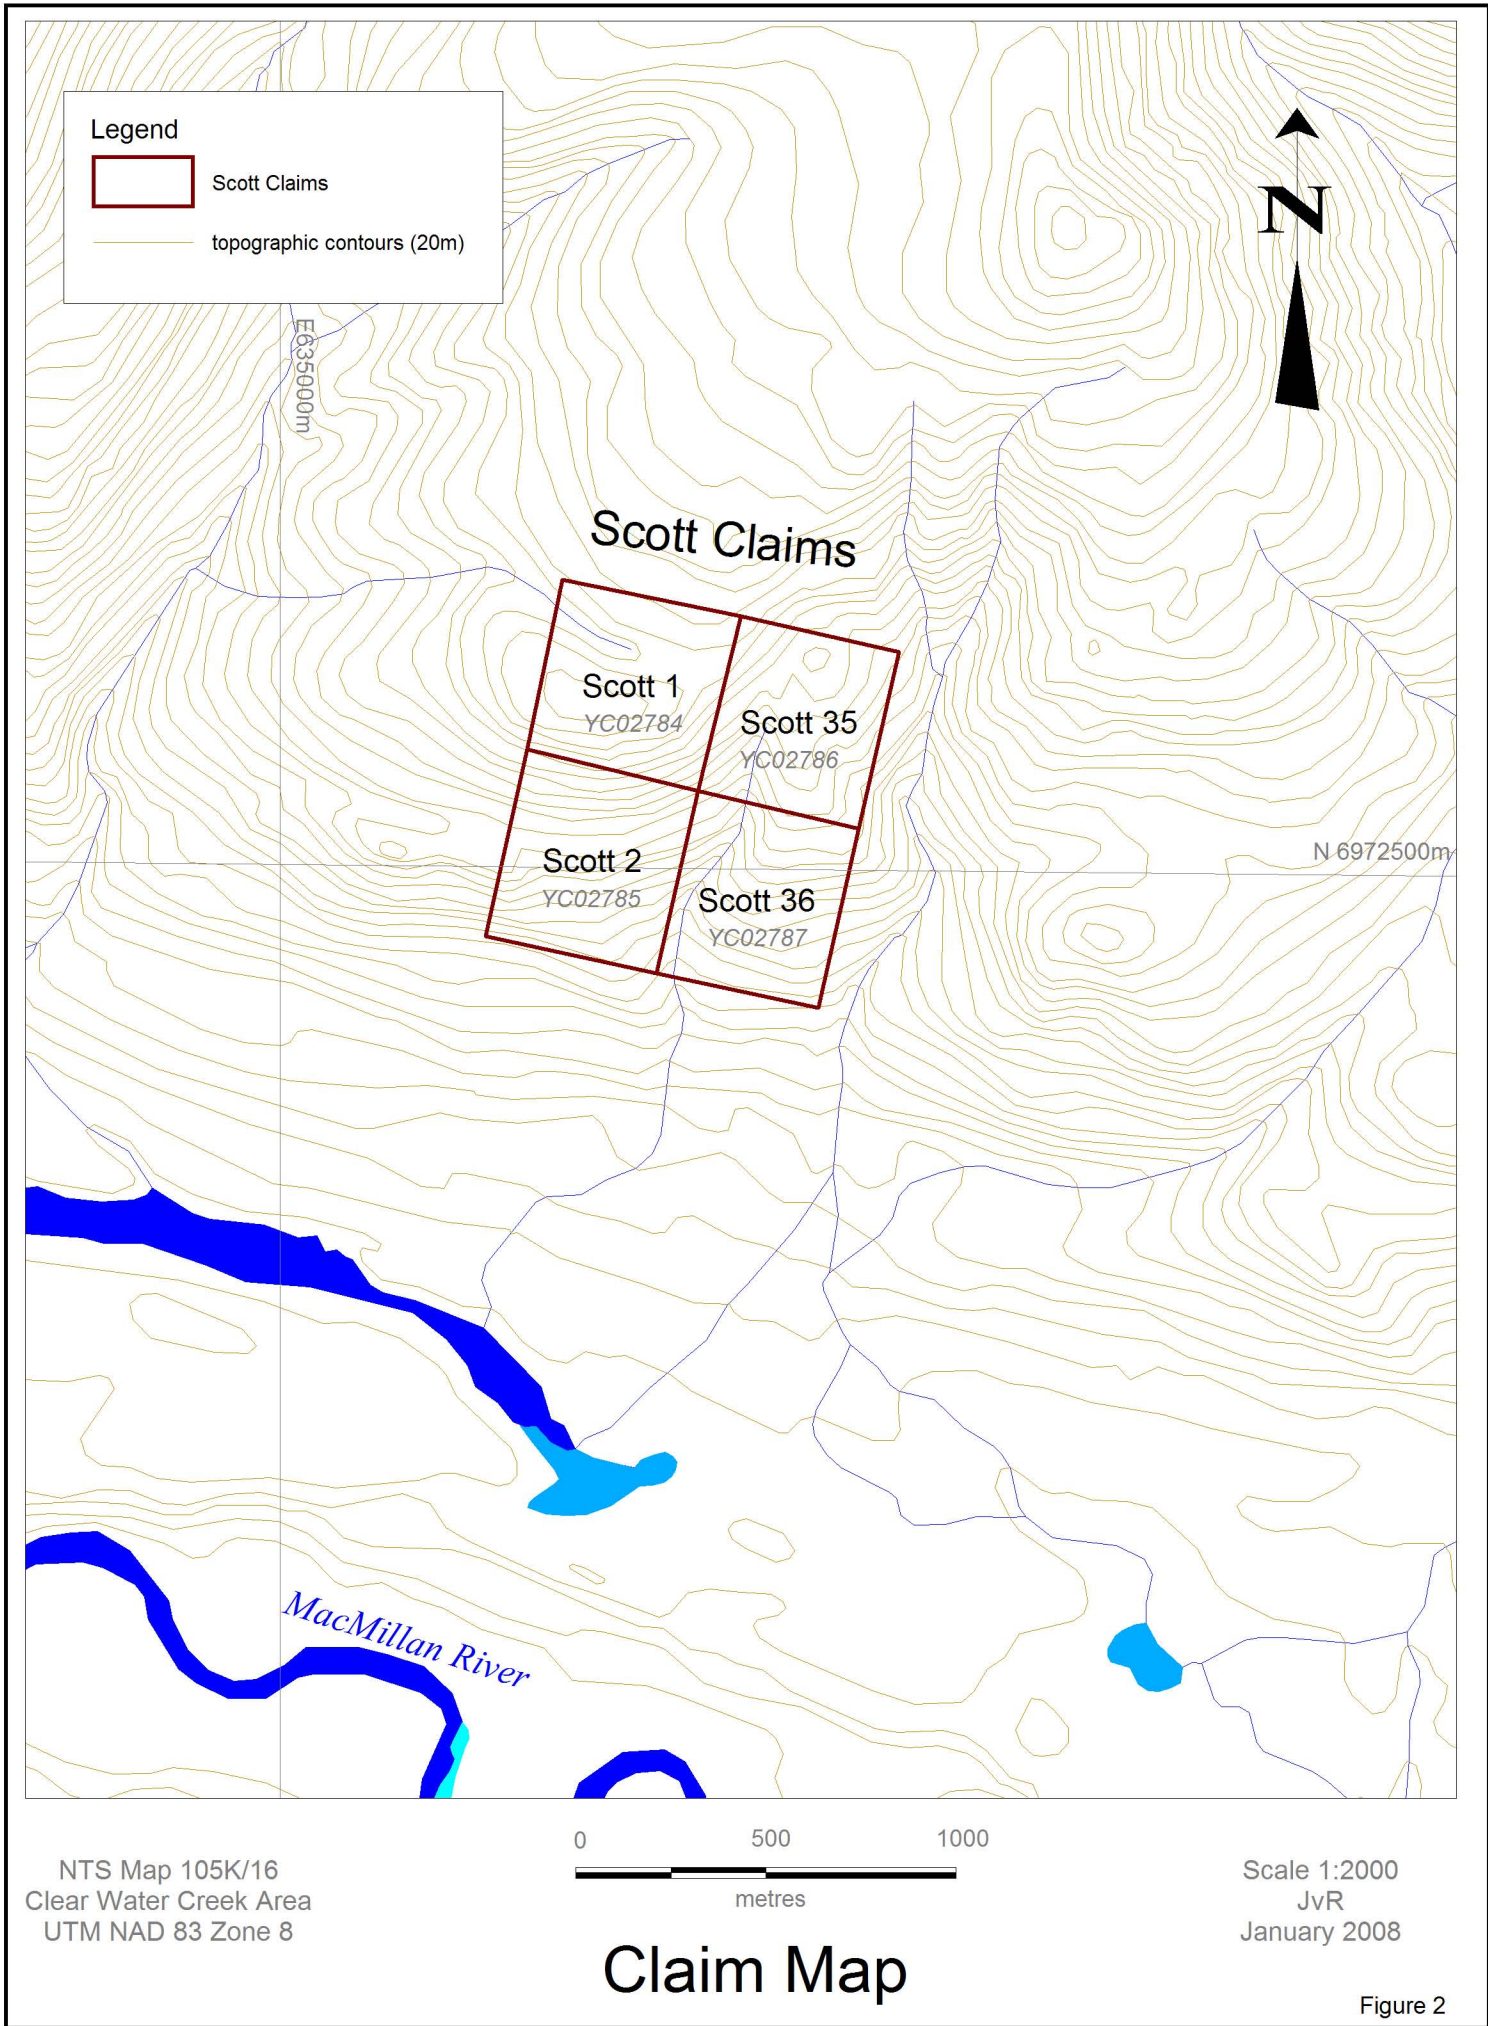 Legend
Scott Claims
topographic contours (20m)
N
E635000m
Scott Claims
Scott 1
YC02784
Scott 35
YC02786
Scott 2
YC02785
Scott 36
YC02787
N 6972500m
MacMillan River
0 500 1000
metres
NTS Map 105K/16
Clear Water Creek Area
UTM NAD 83 Zone 8
Scale 1:2000
JvR
January 2008
Claim Map
Figure 2